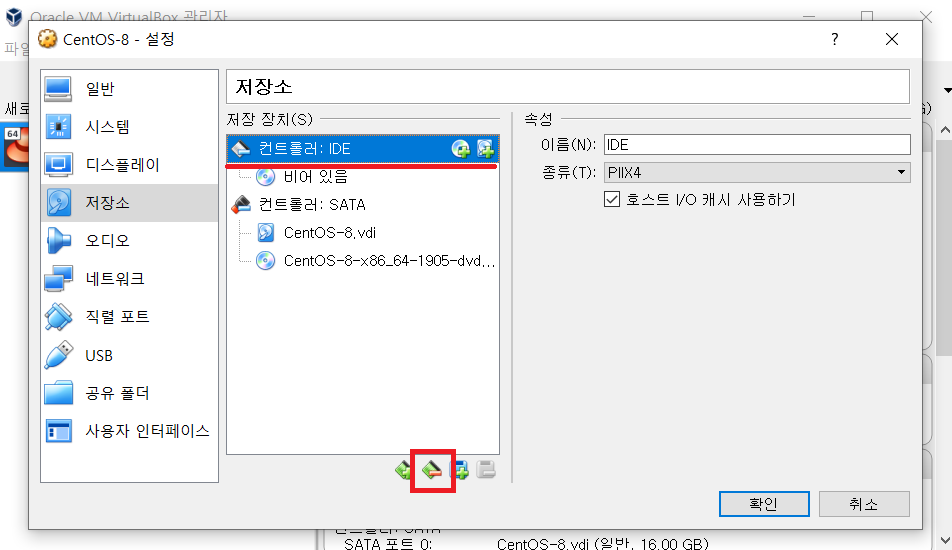 Oracle VM VirtualBox 관리자
CentOS-8 - 설정
?
파일
새로
64
G)
일반
시스템
디스플레이
저장소
오디오
네트워크
직렬 포트
USB
공유 폴더
사용자 인터페이스
저장소
저장 장치(S)
컨트롤러: IDE
비어 있음
컨트롤러: SATA
CentOS-8.vdi
CentOS-8-x86_64-1905-dvd...
속성
이름(N): IDE
종류(T): PIIX4
호스트 I/O 캐시 사용하기
확인
취소
컨트롤러: SATA
SATA 포트 0: CentOS-8.vdi (일반, 16.00 GB)